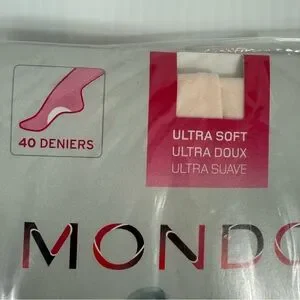 40 DENIERS
ULTRA SOFT
ULTRA DOUX
ULTRA SUAVE
MONDO